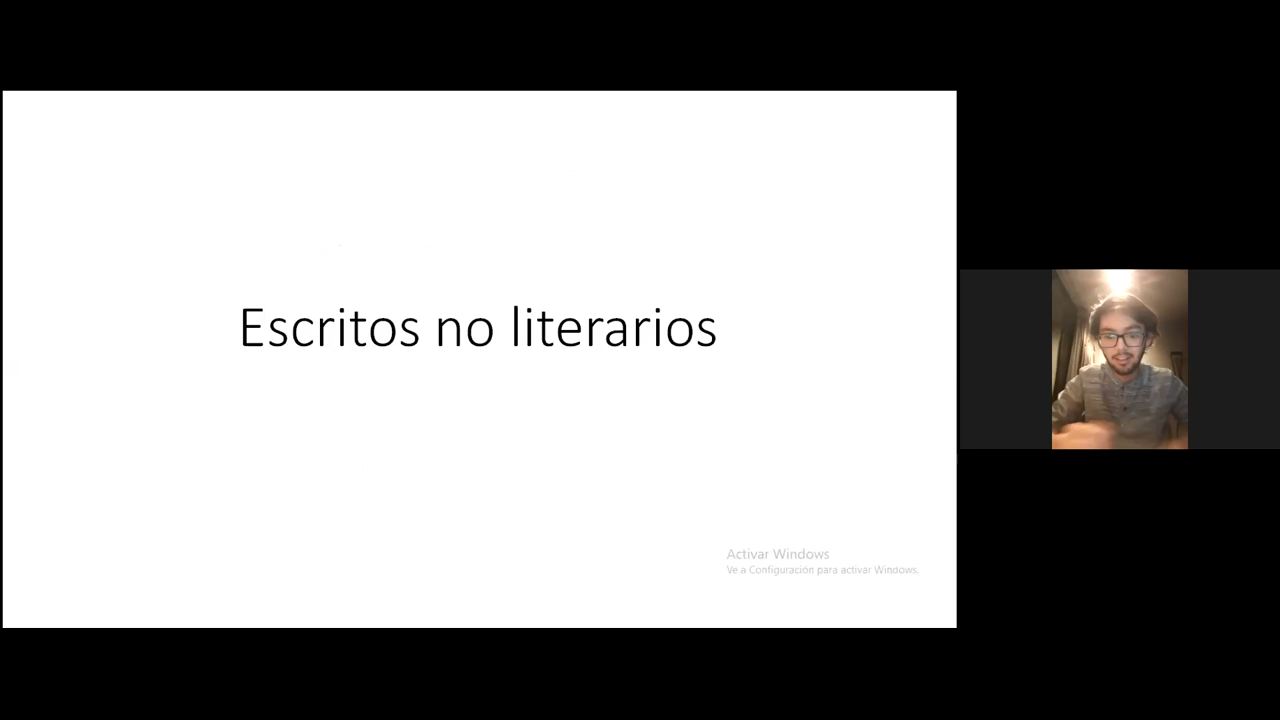 Escritos no literarios
Activar Windows
Ve a Configuración para activar Windows.